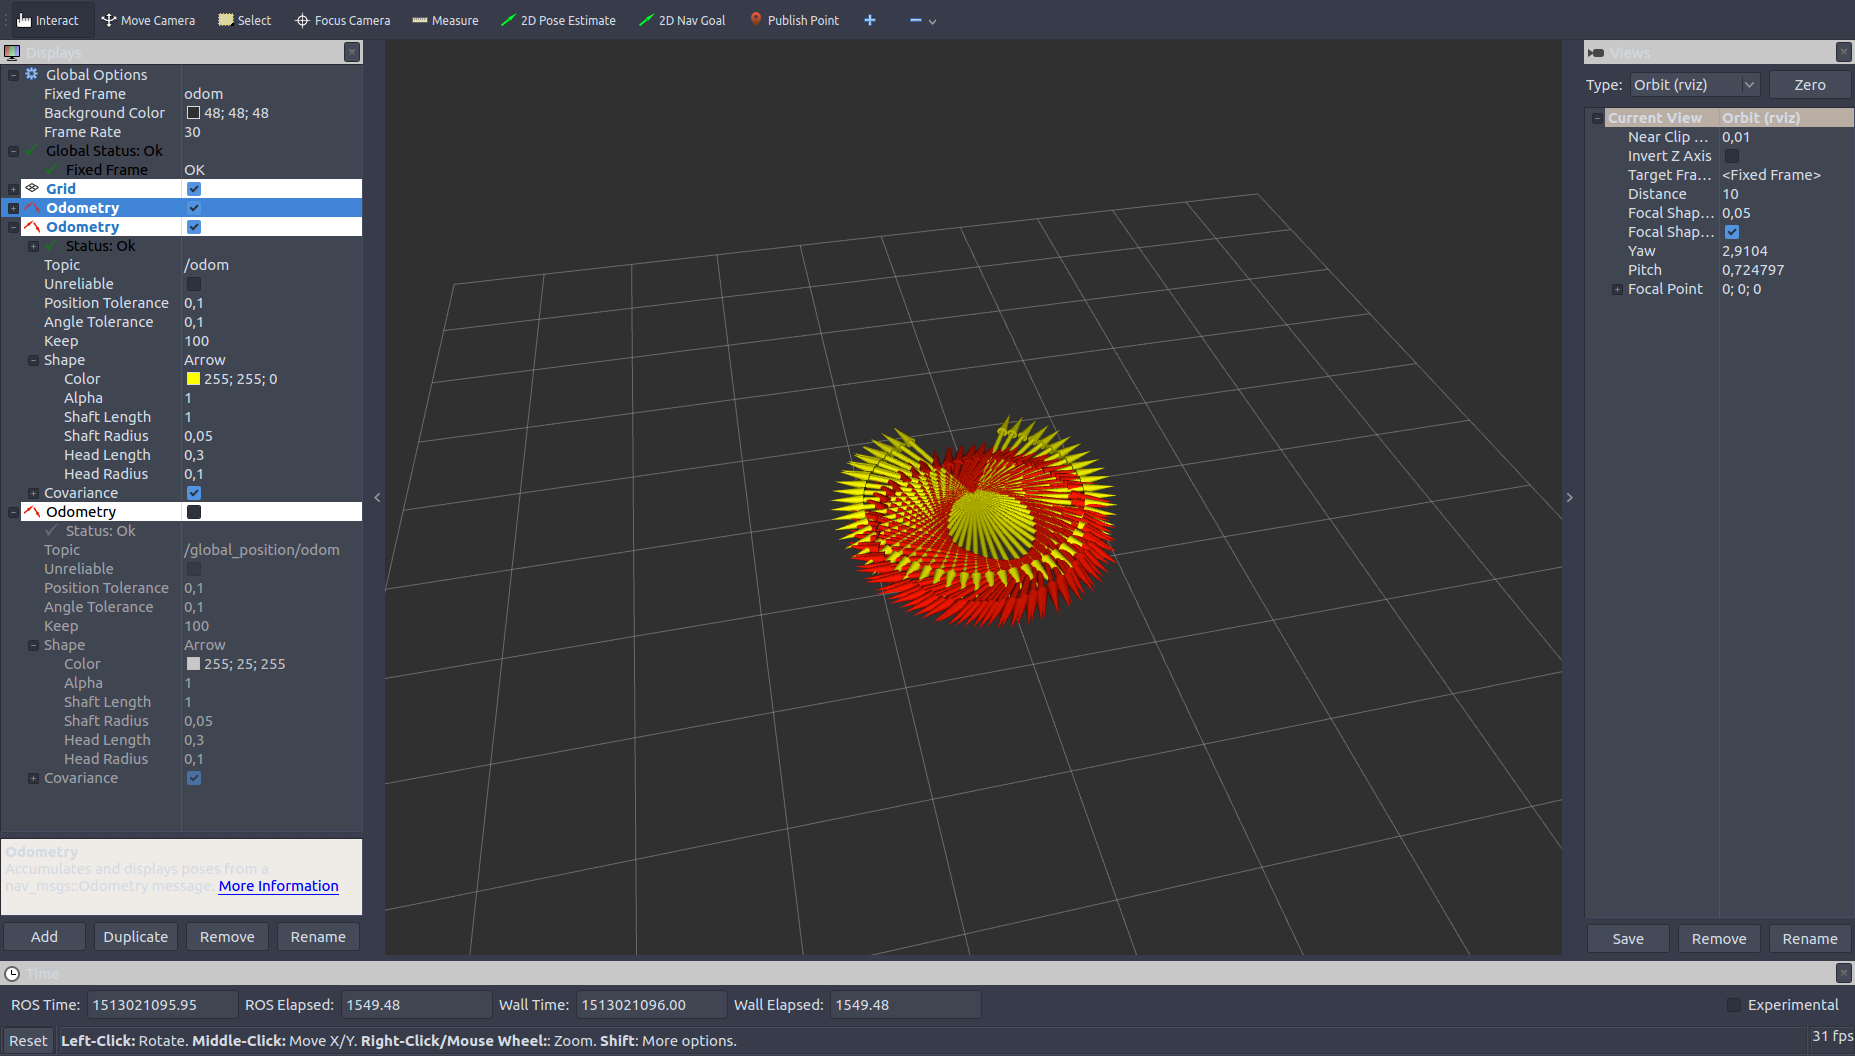 Interact Move Camera Select Focus Camera Measure 2D Pose Estimate 2D Nav Goal Publish Point
Displays
Global Options
Fixed Frame odom
Background Color 48; 48; 48
Frame Rate 30
Global Status: Ok
Fixed Frame OK
Grid
Odometry
Odometry
Status: Ok
Topic /odom
Unreliable
Position Tolerance 0,1
Angle Tolerance 0,1
Keep 100
Shape Arrow
Color 255; 255; 0
Alpha 1
Shaft Length 1
Shaft Radius 0,05
Head Length 0,3
Head Radius 0,1
Covariance
Odometry
Status: Ok
Topic /global_position/odom
Unreliable
Position Tolerance 0,1
Angle Tolerance 0,1
Keep 100
Shape Arrow
Color 255; 25; 255
Alpha 1
Shaft Length 1
Shaft Radius 0,05
Head Length 0,3
Head Radius 0,1
Covariance
Odometry
Accumulates and displays poses from a
nav_msgs::Odometry message. More Information
Add Duplicate Remove Rename
Views
Type: Orbit (rviz) Zero
Current View Orbit (rviz)
Near Clip ... 0,01
Invert Z Axis
Target Fra... <Fixed Frame>
Distance 10
Focal Shap... 0,05
Focal Shap...
Yaw 2,9104
Pitch 0,724797
Focal Point 0; 0; 0
Save Remove Rename
Time
ROS Time: 1513021095.95 ROS Elapsed: 1549.48 Wall Time: 1513021096.00 Wall Elapsed: 1549.48 Experimental
Reset Left-Click: Rotate. Middle-Click: Move X/Y. Right-Click/Mouse Wheel:: Zoom. Shift: More options. 31 fps